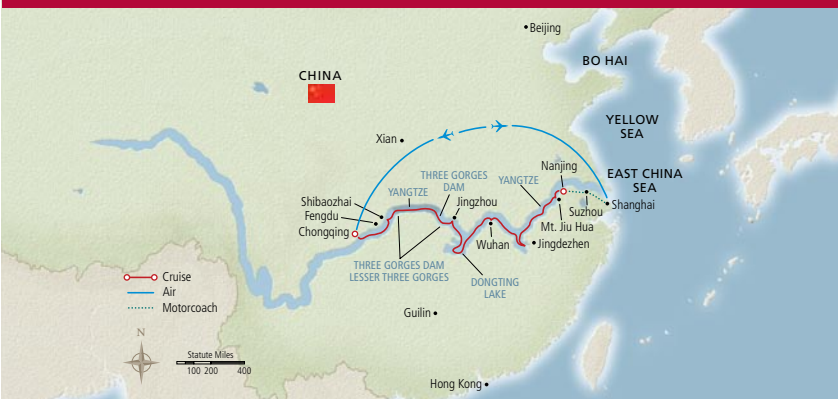 Beijing
BO HAI
CHINA
YELLOW
SEA
Xian
Nanjing
THREE GORGES
DAM
EAST CHINA
SEA
YANGTZE
YANGTZE
Shibaozhai
Jingzhou
Suzhou
Shanghai
Fengdu
Mt. Jiu Hua
Chongqing
Wuhan
Jingdezhen
THREE GORGES DAM
LESSER THREE GORGES
DONGTING
LAKE
Cruise
Air
Motorcoach
Guilin
N
Statute Miles
100 200 400
Hong Kong